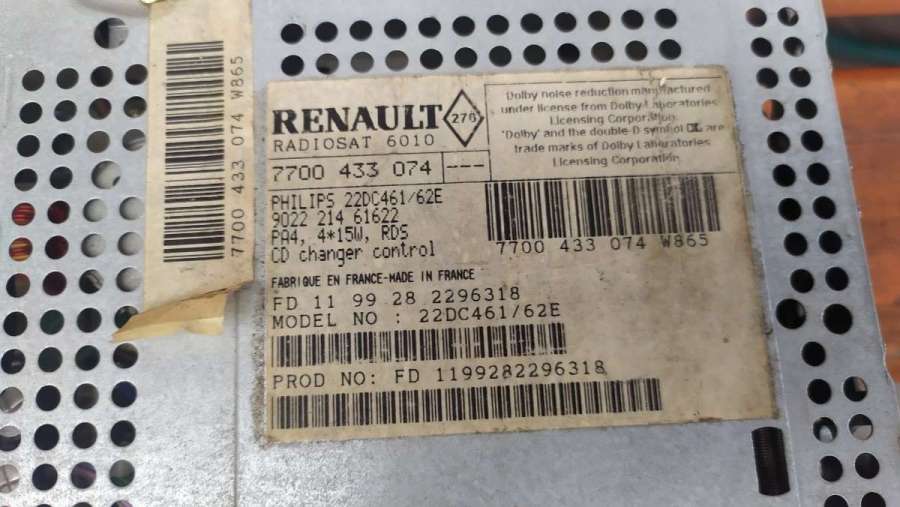 7700 433 074 W865
RENAULT
276
RADIOSAT 6010
7700 433 074 ---
Dolby noise reduction manufactured
under license from Dolby Laboratories
Licensing Corporation.
'Dolby' and the double-D symbol are
trade marks of Dolby Laboratories
Licensing Corporation.
PHILIPS 22DC461/62E
9022 214 61622
PA4, 4*15W, RDS
CD changer control
7700 433 074 W865
FABRIQUE EN FRANCE-MADE IN FRANCE
FD 11 99 28 2296318
MODEL NO : 22DC461/62E
PROD NO: FD 1199282296318